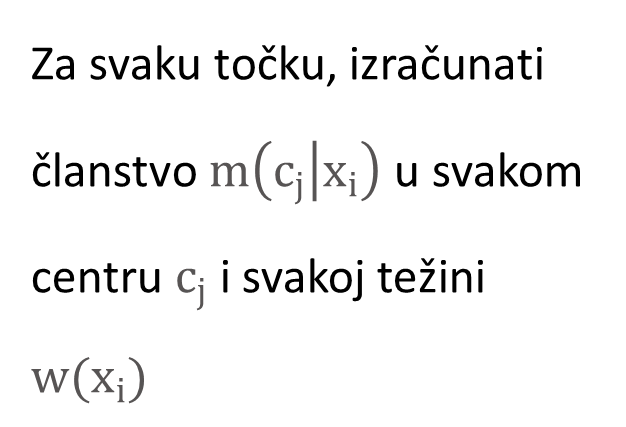 Za svaku točku, izračunati
članstvo m(cⱼ|xᵢ) u svakom
centru cⱼ i svakoj težini
w(xᵢ)